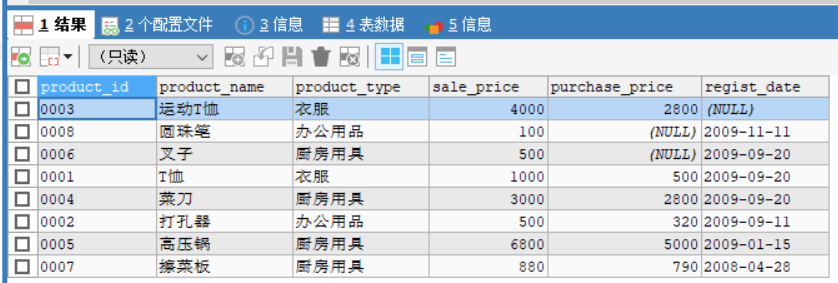 1 结果 2 个配置文件 3 信息 4 表数据 5 信息
(只读)
product_id product_name product_type sale_price purchase_price regist_date
0003 运动T恤 衣服 4000 2800 (NULL)
0008 圆珠笔 办公用品 100 (NULL) 2009-11-11
0006 叉子 厨房用具 500 (NULL) 2009-09-20
0001 T恤 衣服 1000 500 2009-09-20
0004 菜刀 厨房用具 3000 2800 2009-09-20
0002 打孔器 办公用品 500 320 2009-09-11
0005 高压锅 厨房用具 6800 5000 2009-01-15
0007 擦菜板 厨房用具 880 790 2008-04-28